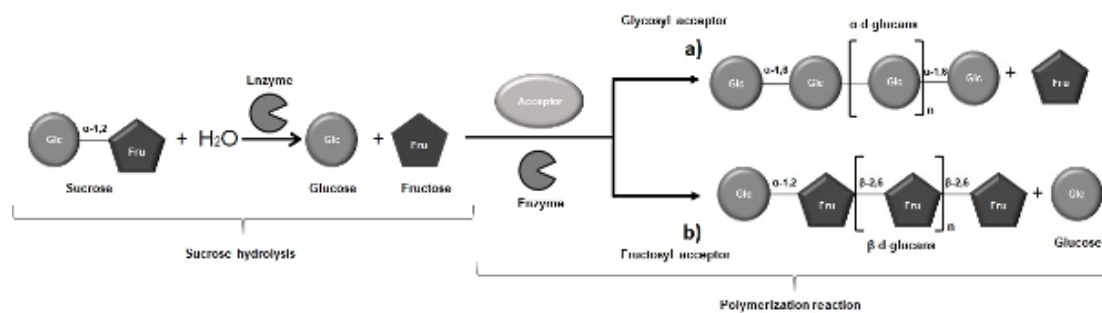 Glycosyl acceptor
α-d-glucans
a)
Glc α-1,6 Glc [ Glc ]n α-1,6 Glc + Fru
Enzyme
Acceptor
Glc α-1,2 Fru + H2O Glc + Fru
Sucrose Glucose Fructose
Enzyme
Glc α-1,2 Fru β-2,6 [ Fru ]n β-2,6 Fru + Glc
b)
β-d-glucans
Glucose
Fructosyl acceptor
Sucrose hydrolysis
Polymerization reaction